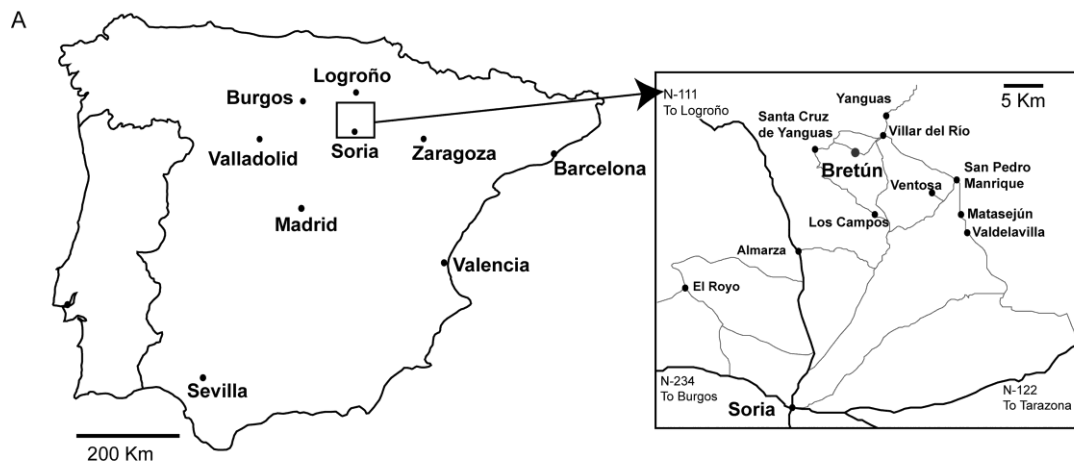 A
Logroño
Burgos
Valladolid
Soria
Zaragoza
Barcelona
Madrid
Valencia
Sevilla
200 Km
N-111
To Logroño
5 Km
Yanguas
Santa Cruz
de Yanguas
Villar del Río
Bretún
San Pedro
Manrique
Ventosa
Los Campos
Matasejún
Valdelavilla
Almarza
El Royo
N-234
To Burgos
Soria
N-122
To Tarazona